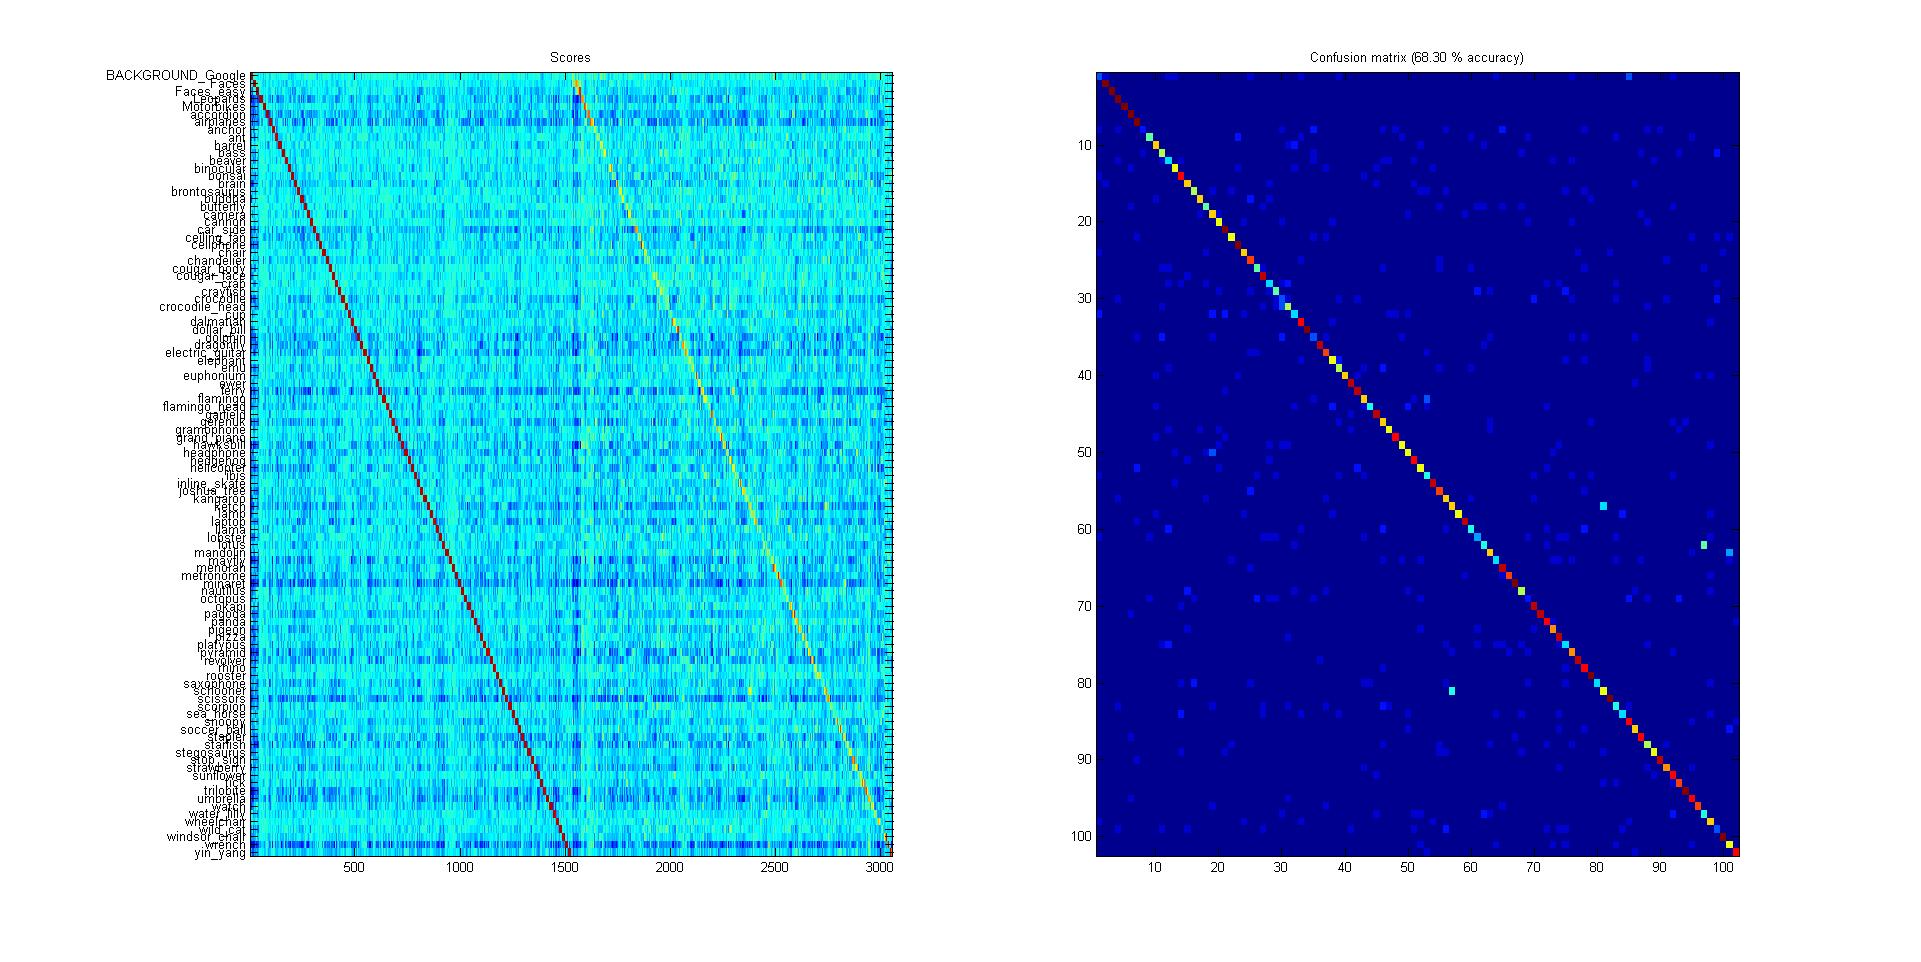 Scores
BACKGROUND_Google
Faces
Faces_easy
Leopards
Motorbikes
accordion
airplanes
anchor
ant
barrel
bass
beaver
binocular
bonsai
brain
brontosaurus
buddha
butterfly
camera
cannon
car_side
ceiling_fan
cellphone
chair
chandelier
cougar_body
cougar_face
crab
crayfish
crocodile
crocodile_head
cup
dalmatian
dollar_bill
dolphin
dragonfly
electric_guitar
elephant
emu
euphonium
ewer
ferry
flamingo
flamingo_head
garfield
gerenuk
gramophone
grand_piano
hawksbill
headphone
hedgehog
helicopter
ibis
inline_skate
joshua_tree
kangaroo
ketch
lamp
laptop
llama
lobster
lotus
mandolin
mayfly
menorah
metronome
minaret
nautilus
octopus
okapi
pagoda
panda
pigeon
pizza
platypus
pyramid
revolver
rhino
rooster
saxophone
schooner
scissors
scorpion
sea_horse
snoopy
soccer_ball
stapler
starfish
stegosaurus
stop_sign
strawberry
sunflower
tick
trilobite
umbrella
watch
water_lilly
wheelchair
wild_cat
windsor_chair
wrench
yin_yang
500 1000 1500 2000 2500 3000
Confusion matrix (68.30 % accuracy)
10
20
30
40
50
60
70
80
90
100
10 20 30 40 50 60 70 80 90 100